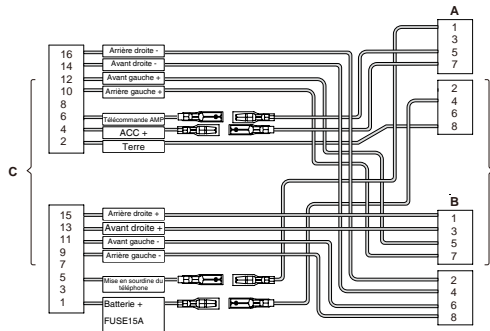 A
1
3
5
7
2
4
6
8
16
14
12
10
8
6
4
2
Arrière droite -
Avant droite -
Avant gauche +
Arrière gauche +
Télécommande AMP
ACC +
Terre
C
B
1
3
5
7
2
4
6
8
15
13
11
9
7
5
3
1
Arrière droite +
Avant droite +
Avant gauche -
Arrière gauche -
Mise en sourdine du
téléphone
Batterie +
FUSE15A